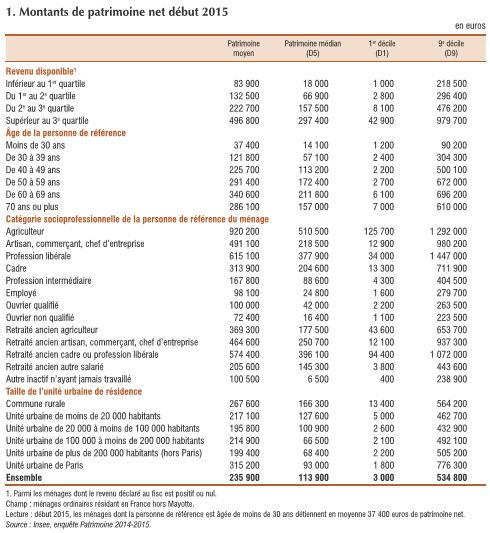 1. Montants de patrimoine net début 2015
en euros
Patrimoine moyen Patrimoine médian (D5) 1er décile (D1) 9e décile (D9)
Revenu disponible¹
Inférieur au 1er quartile 83 900 18 000 1 000 218 500
Du 1er au 2e quartile 132 500 66 900 2 800 296 400
Du 2e au 3e quartile 222 700 157 500 8 100 476 200
Supérieur au 3e quartile 496 800 297 400 42 900 979 700
Âge de la personne de référence
Moins de 30 ans 37 400 14 100 1 200 90 200
De 30 à 39 ans 121 800 57 100 2 400 304 300
De 40 à 49 ans 225 700 113 200 2 200 500 100
De 50 à 59 ans 291 400 172 400 2 700 672 000
De 60 à 69 ans 340 600 211 800 6 100 696 200
70 ans ou plus 286 100 157 000 7 000 610 000
Catégorie socioprofessionnelle de la personne de référence du ménage
Agriculteur 920 200 510 500 125 700 1 292 000
Artisan, commerçant, chef d'entreprise 491 100 218 500 12 900 980 200
Profession libérale 615 100 377 900 34 000 1 447 000
Cadre 313 900 204 600 13 300 711 900
Profession intermédiaire 167 800 88 600 4 300 404 500
Employé 98 100 24 800 1 600 279 700
Ouvrier qualifié 100 000 42 000 2 200 263 500
Ouvrier non qualifié 72 400 16 400 1 100 223 500
Retraité ancien agriculteur 369 300 177 500 43 600 653 700
Retraité ancien artisan, commerçant, chef d'entreprise 464 600 250 700 12 100 937 300
Retraité ancien cadre ou profession libérale 574 400 396 100 94 400 1 072 000
Retraité ancien autre salarié 205 600 145 300 3 800 443 600
Autre inactif n'ayant jamais travaillé 100 500 6 500 400 238 900
Taille de l'unité urbaine de résidence
Commune rurale 267 600 166 300 13 400 564 200
Unité urbaine de moins de 20 000 habitants 217 100 127 600 5 000 462 700
Unité urbaine de 20 000 à moins de 100 000 habitants 195 800 100 900 2 600 432 900
Unité urbaine de 100 000 à moins de 200 000 habitants 214 900 66 500 2 100 492 100
Unité urbaine de plus de 200 000 habitants (hors Paris) 199 400 68 400 2 200 505 200
Unité urbaine de Paris 315 200 93 000 1 800 776 300
Ensemble 235 900 113 900 3 000 534 800
1. Parmi les ménages dont le revenu déclaré au fisc est positif ou nul.
Champ : ménages ordinaires résidant en France hors Mayotte.
Lecture : début 2015, les ménages dont la personne de référence est âgée de moins de 30 ans détiennent en moyenne 37 400 euros de patrimoine net.
Source : Insee, enquête Patrimoine 2014-2015.